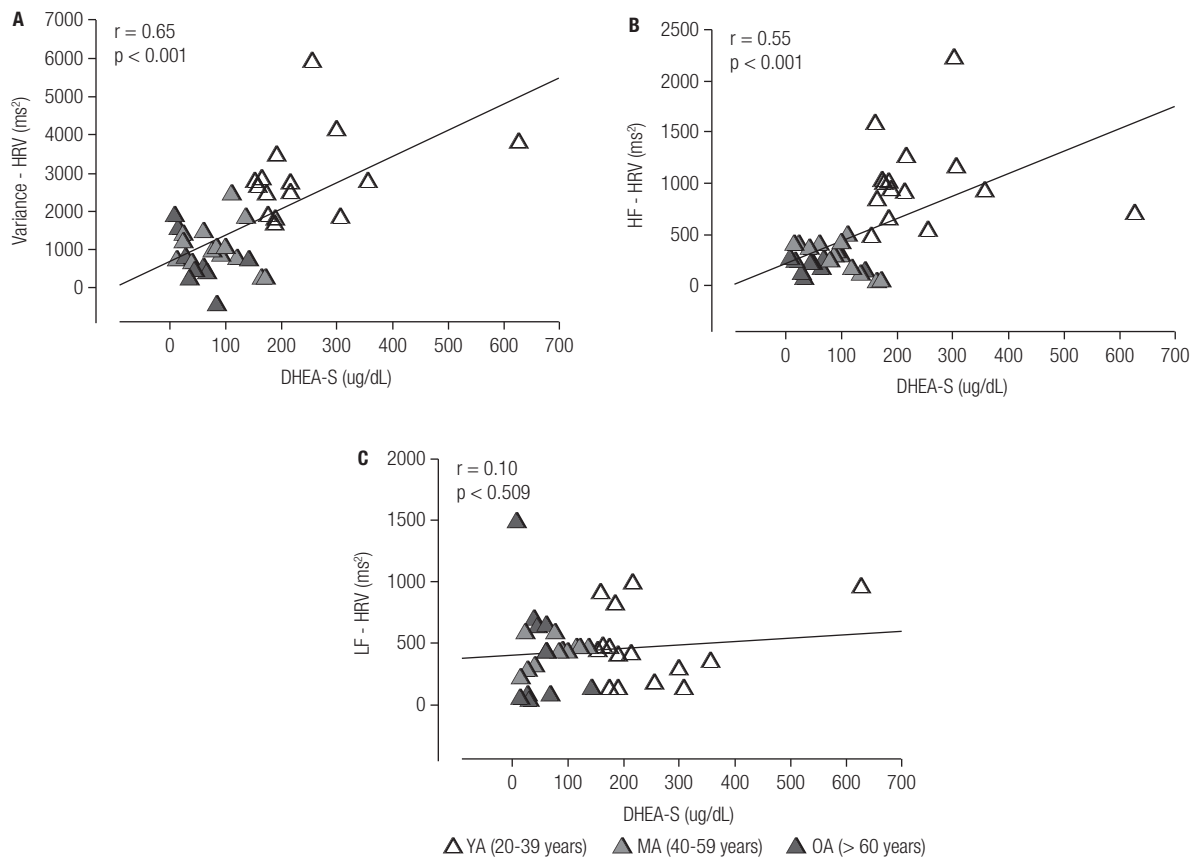 A
r = 0.65
p < 0.001
Variance - HRV (ms²)
7000
6000
5000
4000
3000
2000
1000
0
0 100 200 300 400 500 600 700
DHEA-S (ug/dL)
B
r = 0.55
p < 0.001
HF - HRV (ms²)
2500
2000
1500
1000
500
0
0 100 200 300 400 500 600 700
DHEA-S (ug/dL)
C
r = 0.10
p < 0.509
LF - HRV (ms²)
2000
1500
1000
500
0
0 100 200 300 400 500 600 700
DHEA-S (ug/dL)
YA (20-39 years) MA (40-59 years) OA (> 60 years)